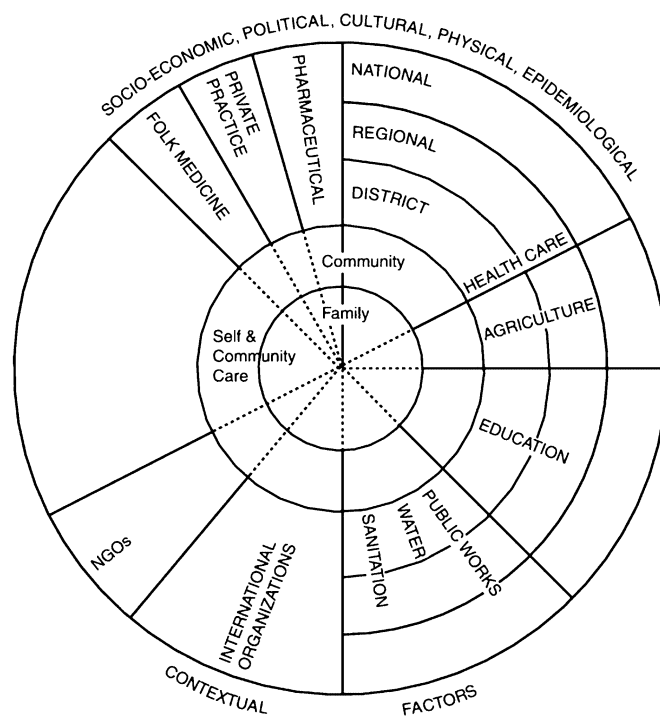 SOCIO-ECONOMIC, POLITICAL, CULTURAL, PHYSICAL, EPIDEMIOLOGICAL
FOLK MEDICINE
PRIVATE
PRACTICE
PHARMACEUTICAL
NATIONAL
REGIONAL
DISTRICT
HEALTH CARE
Community
Family
AGRICULTURE
Self &
Community
Care
EDUCATION
PUBLIC WORKS
WATER
SANITATION
NGOs
INTERNATIONAL
ORGANIZATIONS
CONTEXTUAL
FACTORS